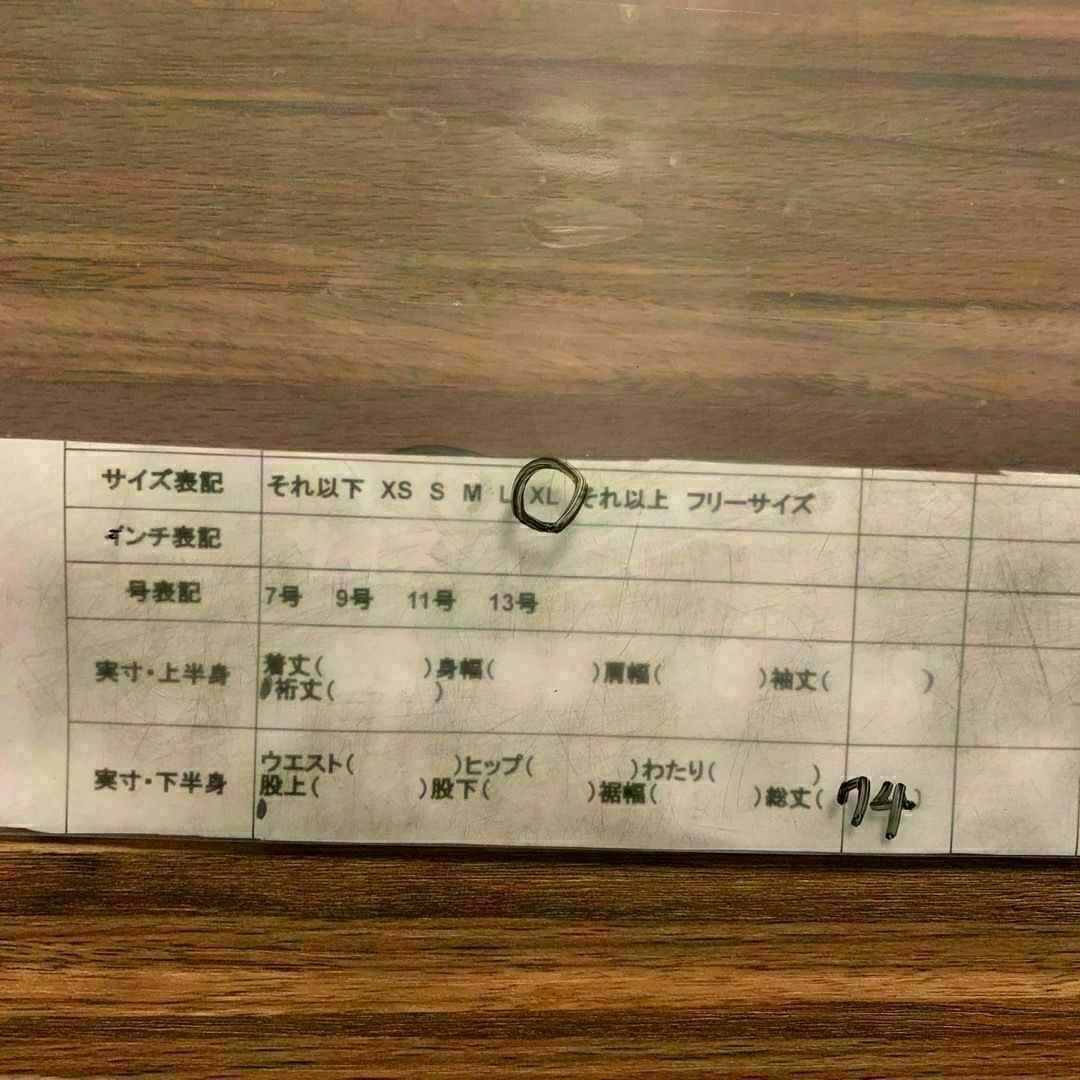 サイズ表記 それ以下 XS S M L XL それ以上 フリーサイズ
インチ表記
号表記 7号 9号 11号 13号
実寸・上半身 着丈( )身幅( )肩幅( )袖丈( )
裄丈( )
実寸・下半身 ウエスト( )ヒップ( )わたり( )
股上( )股下( )裾幅( )総丈( 74 )